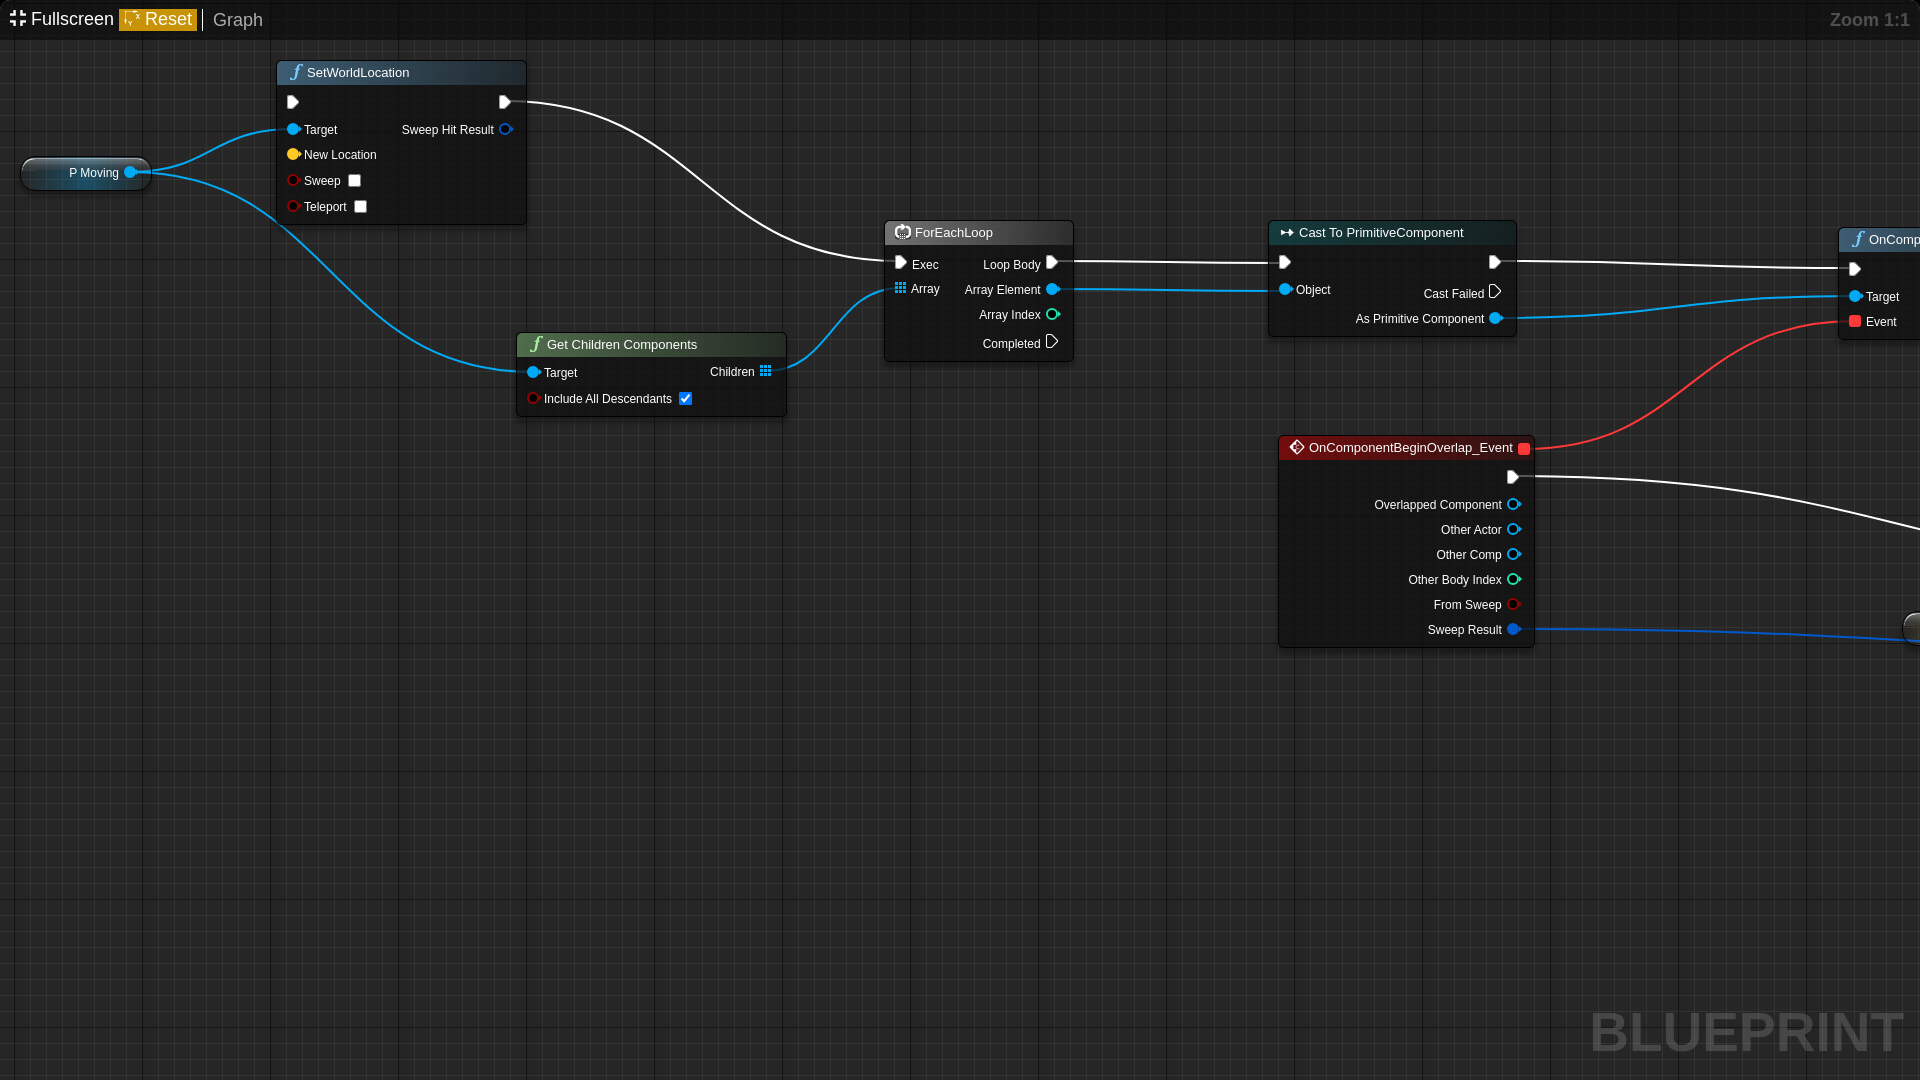 Fullscreen Reset Graph Zoom 1:1
SetWorldLocation
Target Sweep Hit Result
New Location
Sweep
Teleport
P Moving
ForEachLoop
Exec Loop Body
Array Array Element
Array Index
Completed
Cast To PrimitiveComponent
Object Cast Failed
As Primitive Component
OnComp
Target
Event
Get Children Components
Target Children
Include All Descendants
OnComponentBeginOverlap_Event
Overlapped Component
Other Actor
Other Comp
Other Body Index
From Sweep
Sweep Result
BLUEPRINT